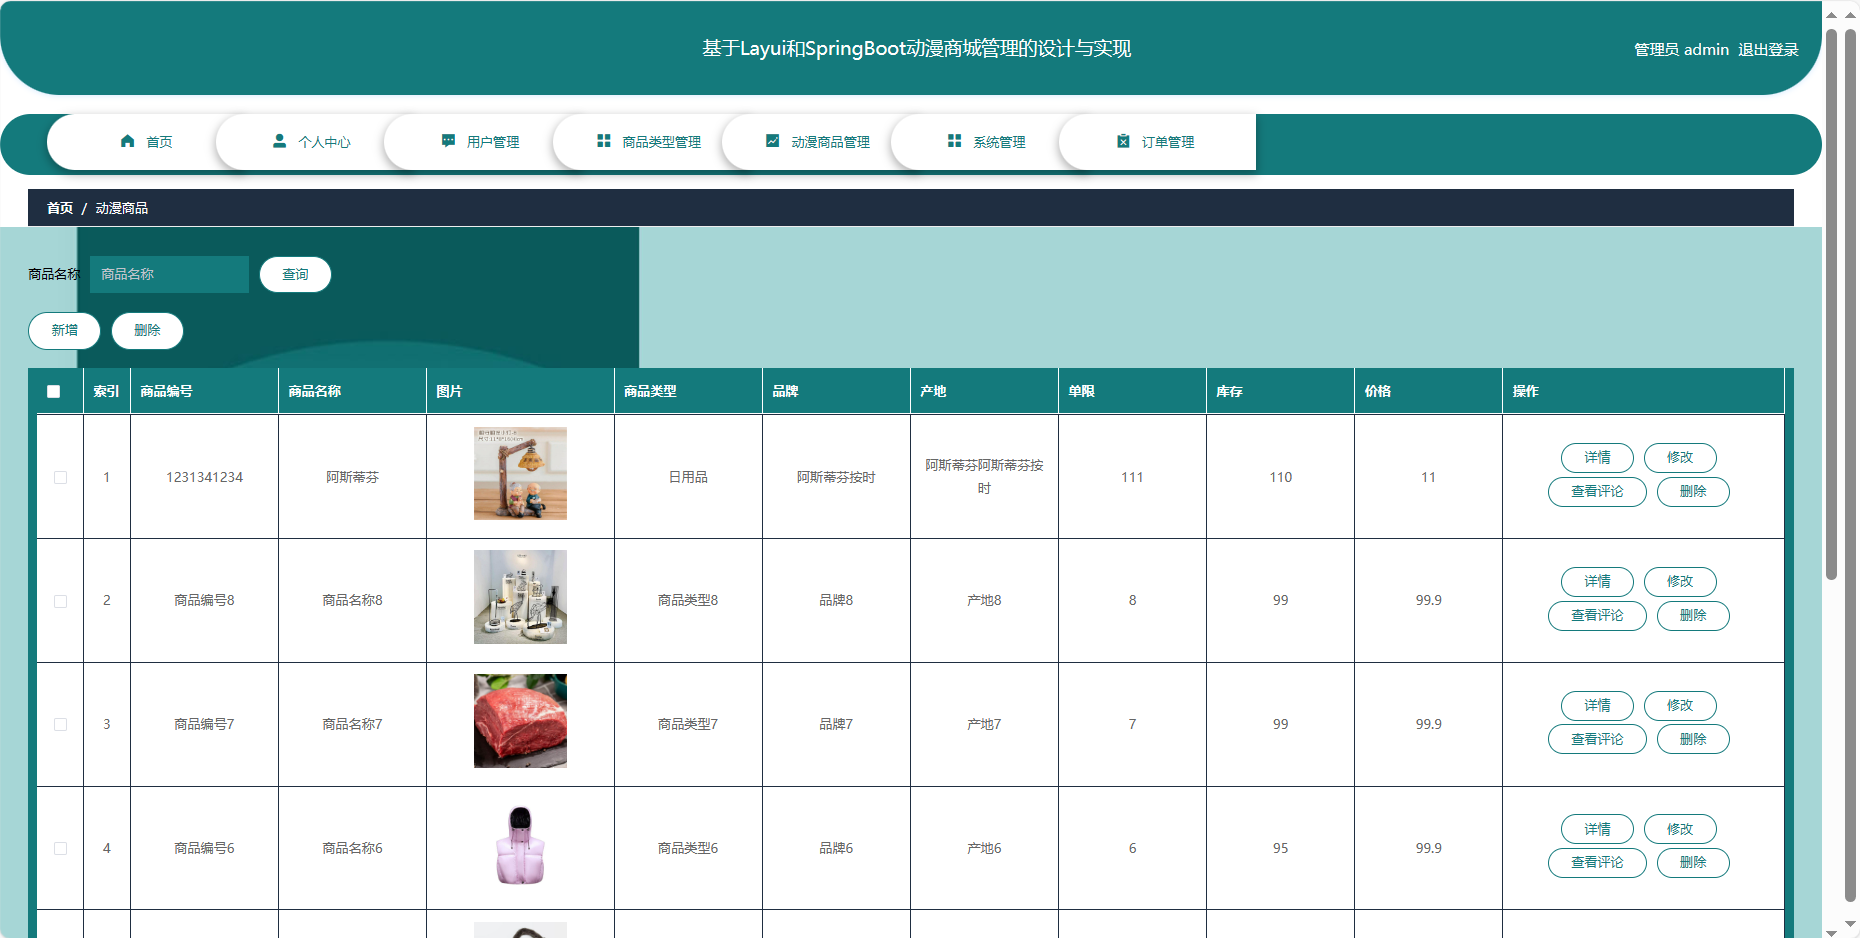 基于Layui和SpringBoot动漫商城管理的设计与实现
管理员 admin 退出登录
首页 个人中心 用户管理 商品类型管理 动漫商品管理 系统管理 订单管理
首页 / 动漫商品
商品名称 商品名称 查询
新增 删除
索引 商品编号 商品名称 图片 商品类型 品牌 产地 单限 库存 价格 操作
1 1231341234 阿斯蒂芬 日用品 阿斯蒂芬按时 阿斯蒂芬阿斯蒂芬按
时 111 110 11 详情 修改
查看评论 删除
2 商品编号8 商品名称8 商品类型8 品牌8 产地8 8 99 99.9 详情 修改
查看评论 删除
3 商品编号7 商品名称7 商品类型7 品牌7 产地7 7 99 99.9 详情 修改
查看评论 删除
4 商品编号6 商品名称6 商品类型6 品牌6 产地6 6 95 99.9 详情 修改
查看评论 删除